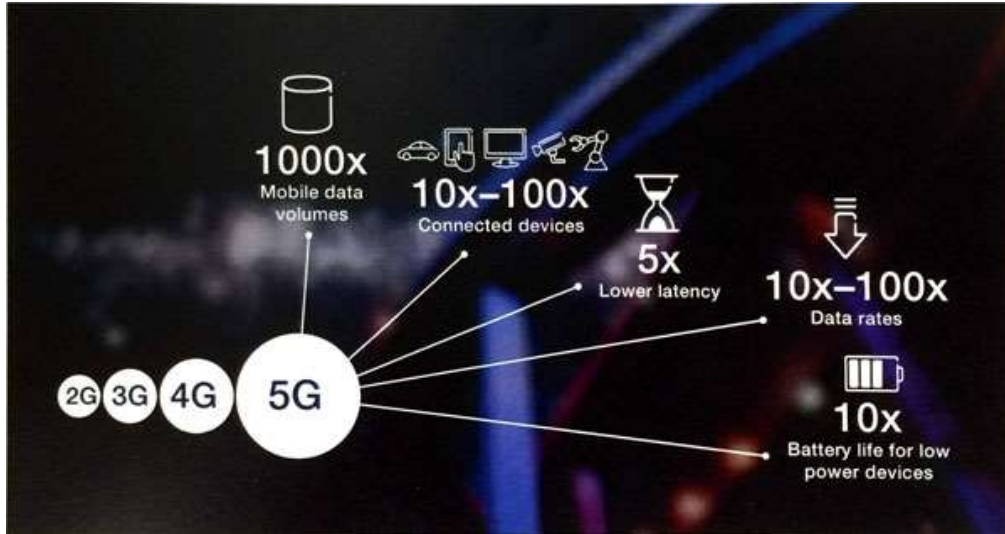 1000x
Mobile data
volumes
10x–100x
Connected devices
5x
Lower latency
10x–100x
Data rates
10x
Battery life for low
power devices
2G 3G 4G 5G